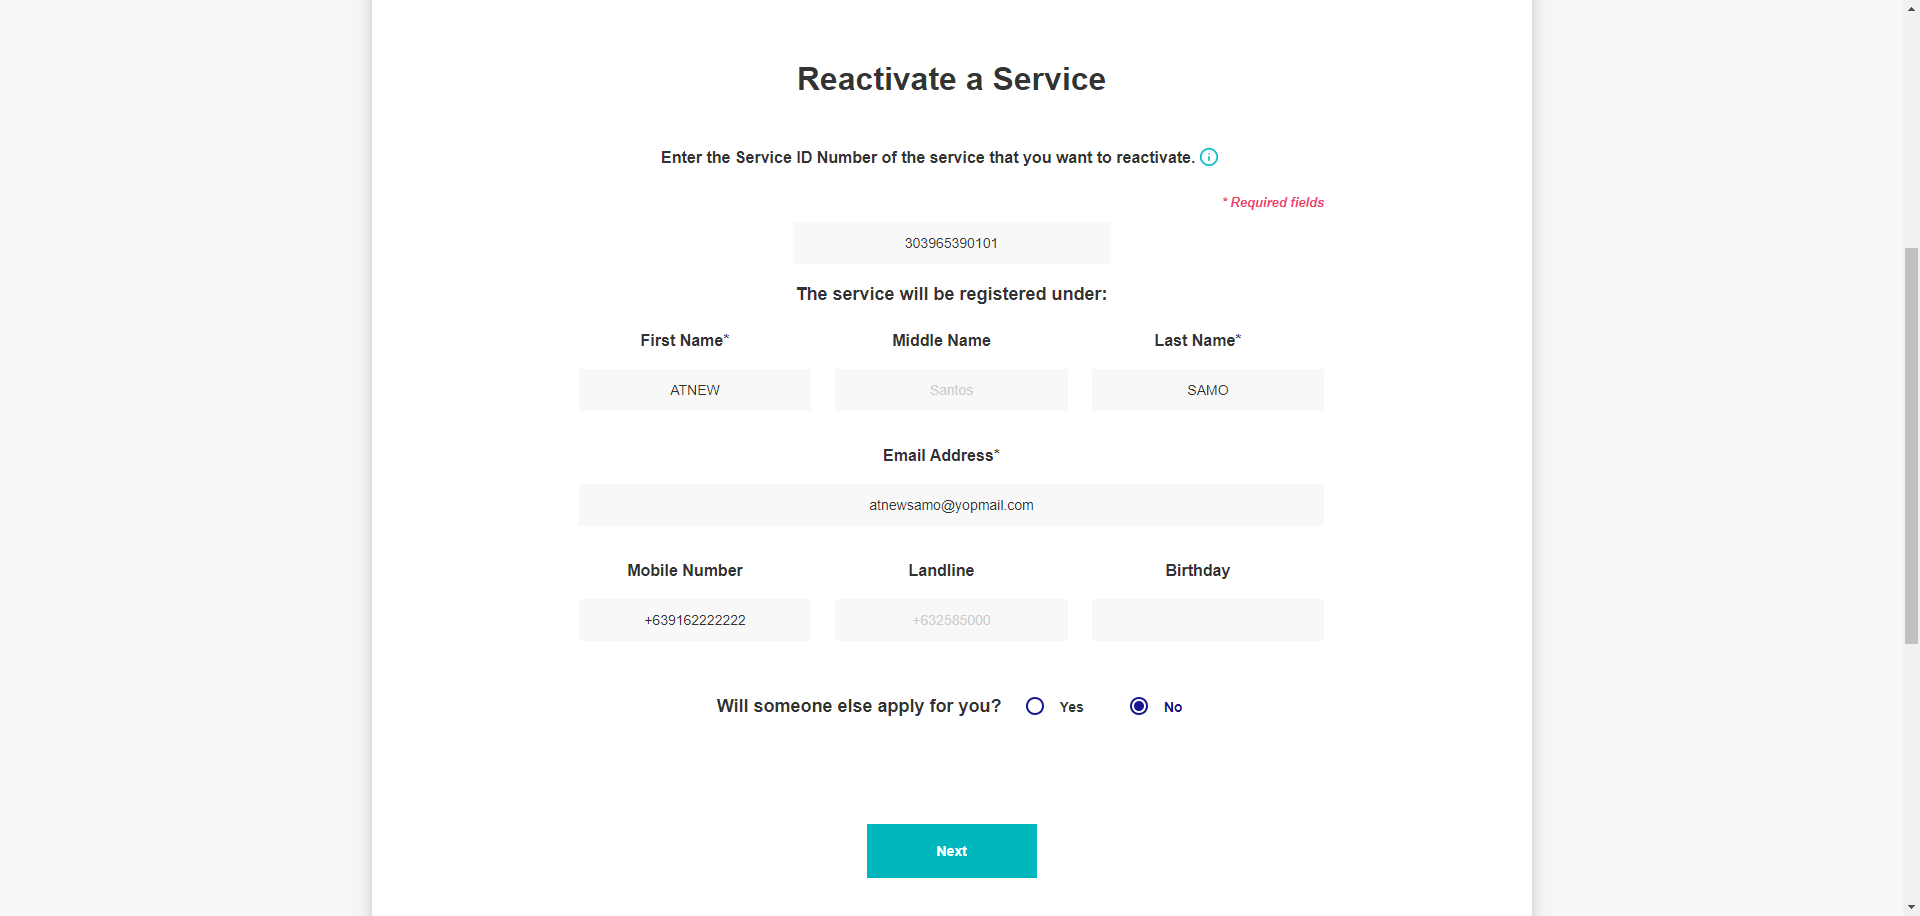 Reactivate a Service
Enter the Service ID Number of the service that you want to reactivate.
* Required fields
303965390101
The service will be registered under:
First Name* Middle Name Last Name*
ATNEW Santos SAMO
Email Address*
atnewsamo@yopmail.com
Mobile Number Landline Birthday
+639162222222 +632585000
Will someone else apply for you? Yes No
Next